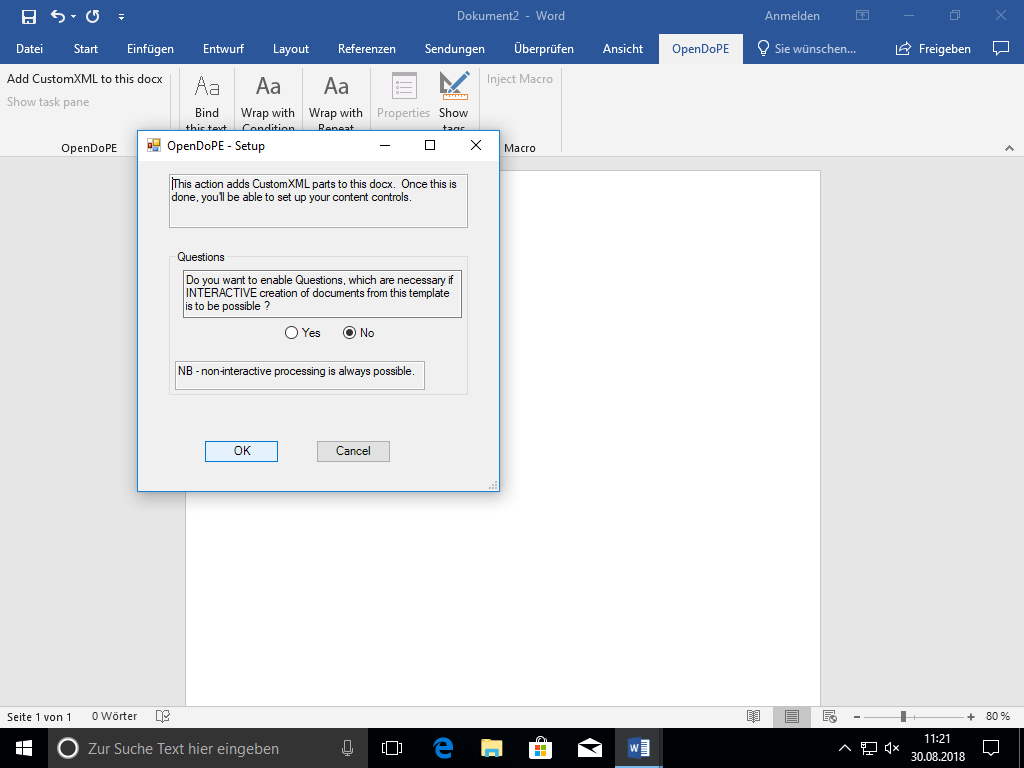 Dokument2 - Word
Anmelden
Datei Start Einfügen Entwurf Layout Referenzen Sendungen Überprüfen Ansicht OpenDoPE Sie wünschen... Freigeben
Add CustomXML to this docx
Show task pane
OpenDoPE
Aa
Bind
this text
Aa
Wrap with
Condition
Aa
Wrap with
Repeat
Properties
Show
tags
Inject Macro
Macro
OpenDoPE - Setup
This action adds CustomXML parts to this docx. Once this is
done, you'll be able to set up your content controls.
Questions
Do you want to enable Questions, which are necessary if
INTERACTIVE creation of documents from this template
is to be possible ?
Yes No
NB - non-interactive processing is always possible.
OK Cancel
Seite 1 von 1 0 Wörter 80 %
Zur Suche Text hier eingeben
11:21
30.08.2018